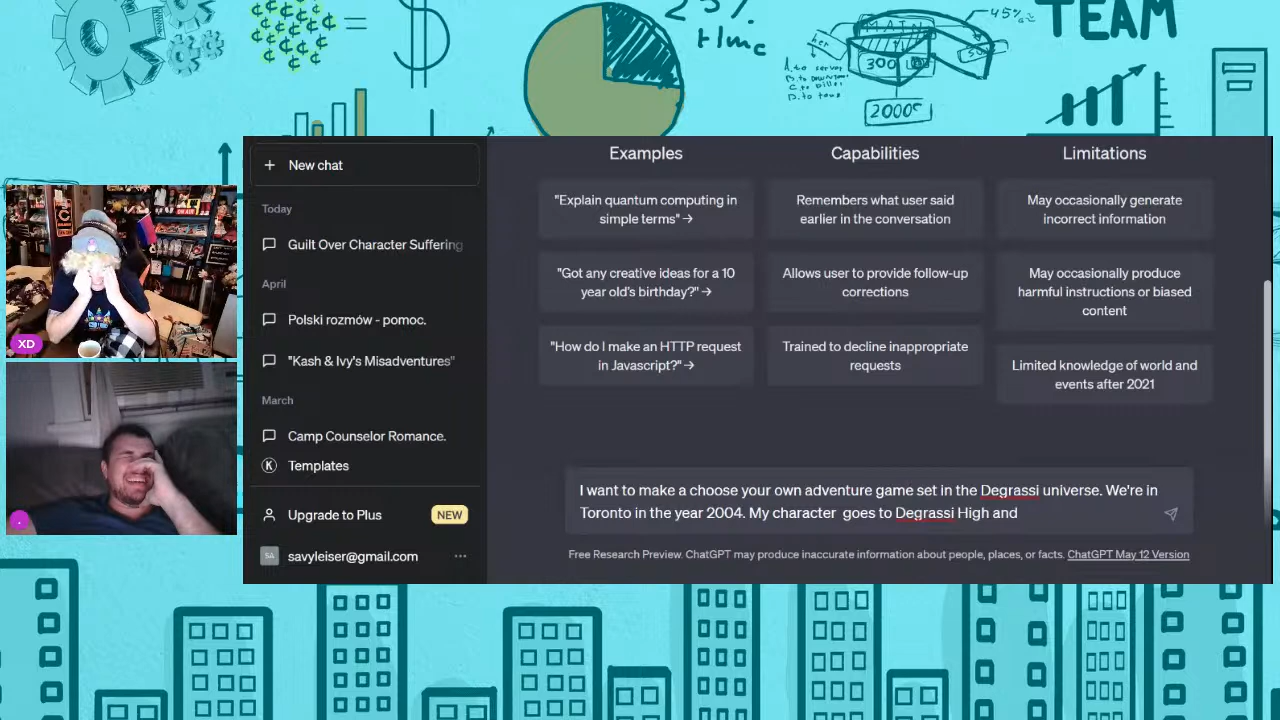 25%
time
=
$
MAIN
300
2000
45%
TEAM
New chat
Today
Guilt Over Character Suffering
April
Polski rozmów - pomoc.
"Kash & Ivy's Misadventures"
March
Camp Counselor Romance.
Templates
Upgrade to Plus
NEW
SA
savyleiser@gmail.com
Examples
"Explain quantum computing in
simple terms" →
"Got any creative ideas for a 10
year old's birthday?" →
"How do I make an HTTP request
in Javascript?" →
Capabilities
Remembers what user said
earlier in the conversation
Allows user to provide follow-up
corrections
Trained to decline inappropriate
requests
Limitations
May occasionally generate
incorrect information
May occasionally produce
harmful instructions or biased
content
Limited knowledge of world and
events after 2021
I want to make a choose your own adventure game set in the Degrassi universe. We're in
Toronto in the year 2004. My character  goes to Degrassi High and
Free Research Preview. ChatGPT may produce inaccurate information about people, places, or facts. ChatGPT May 12 Version
XD